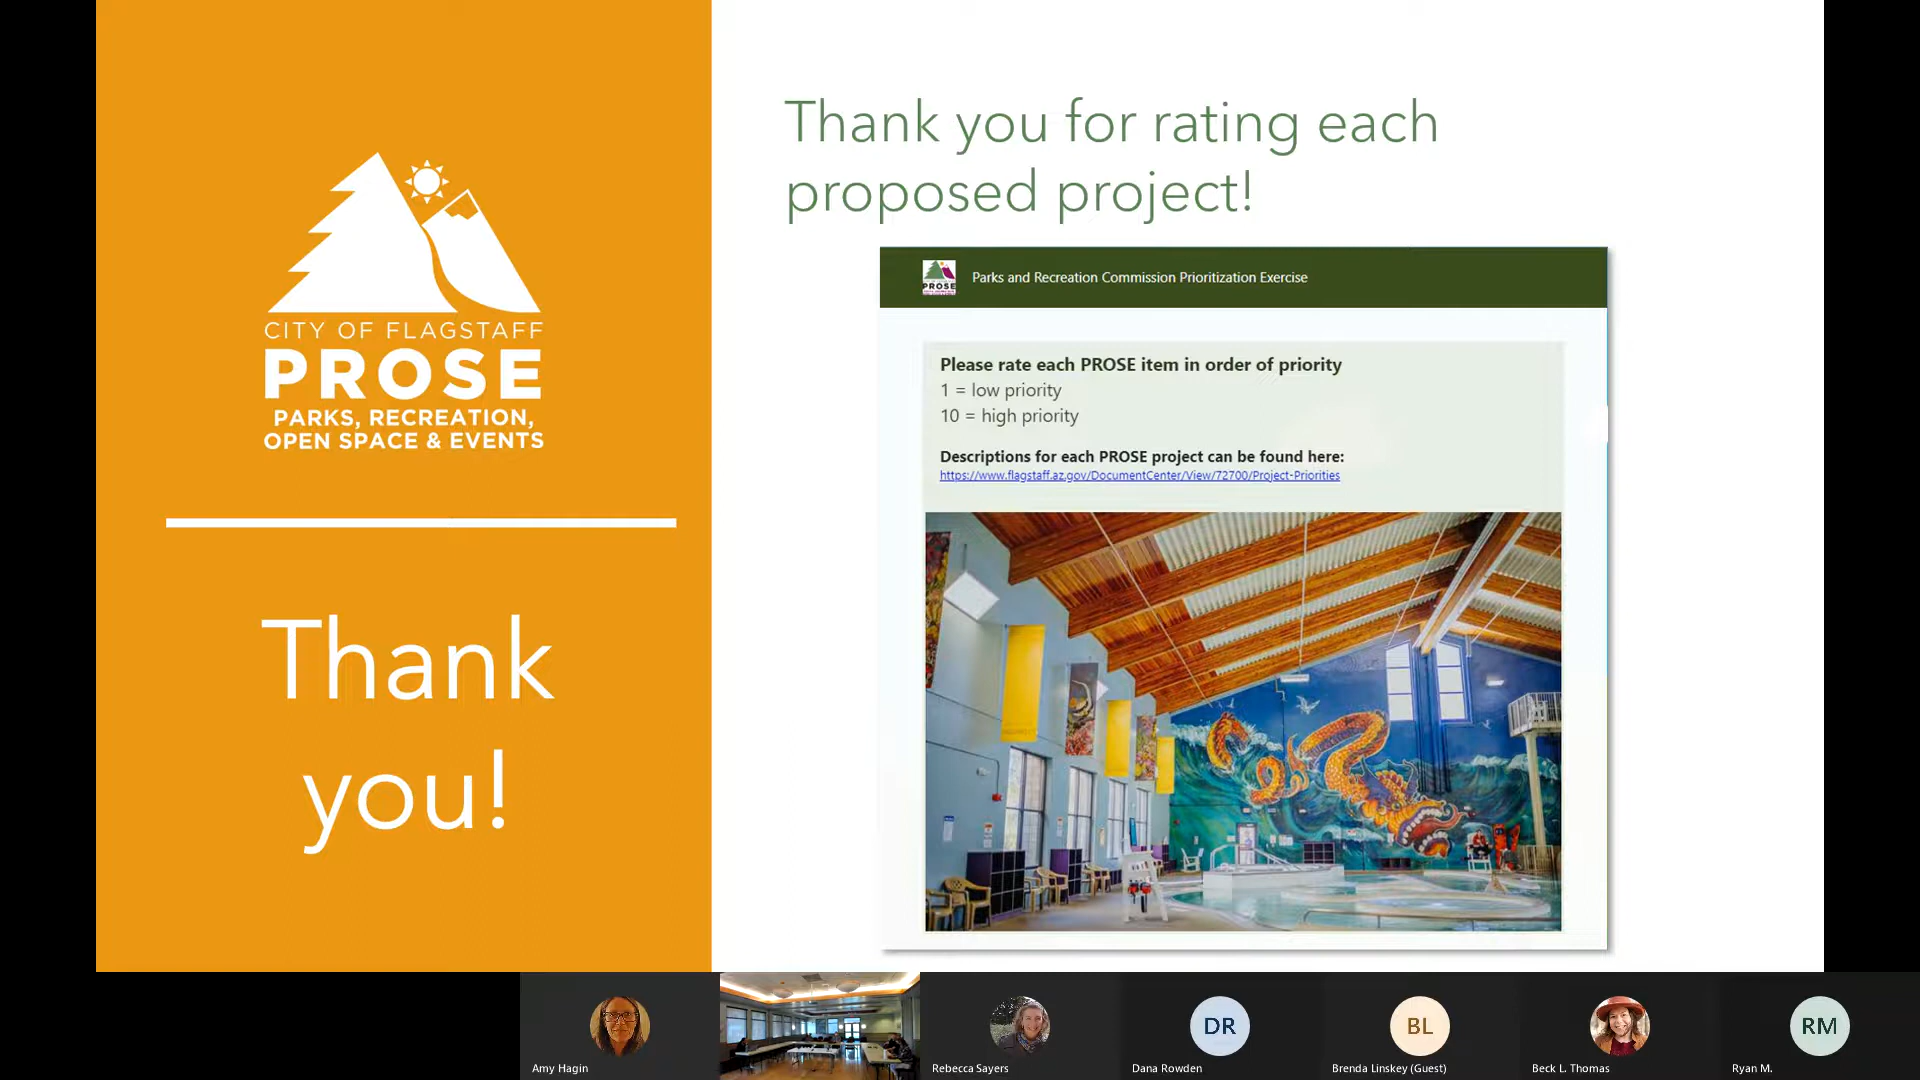 CITY OF FLAGSTAFF
PROSE
PARKS, RECREATION,
OPEN SPACE & EVENTS
Thank
you!
Thank you for rating each
proposed project!
PROSE
Parks and Recreation Commission Prioritization Exercise
Please rate each PROSE item in order of priority
1 = low priority
10 = high priority
Descriptions for each PROSE project can be found here:
https://www.flagstaff.az.gov/DocumentCenter/View/72700/Project-Priorities
DR
BL
RM
Amy Hagin
Rebecca Sayers
Dana Rowden
Brenda Linskey (Guest)
Beck L. Thomas
Ryan M.